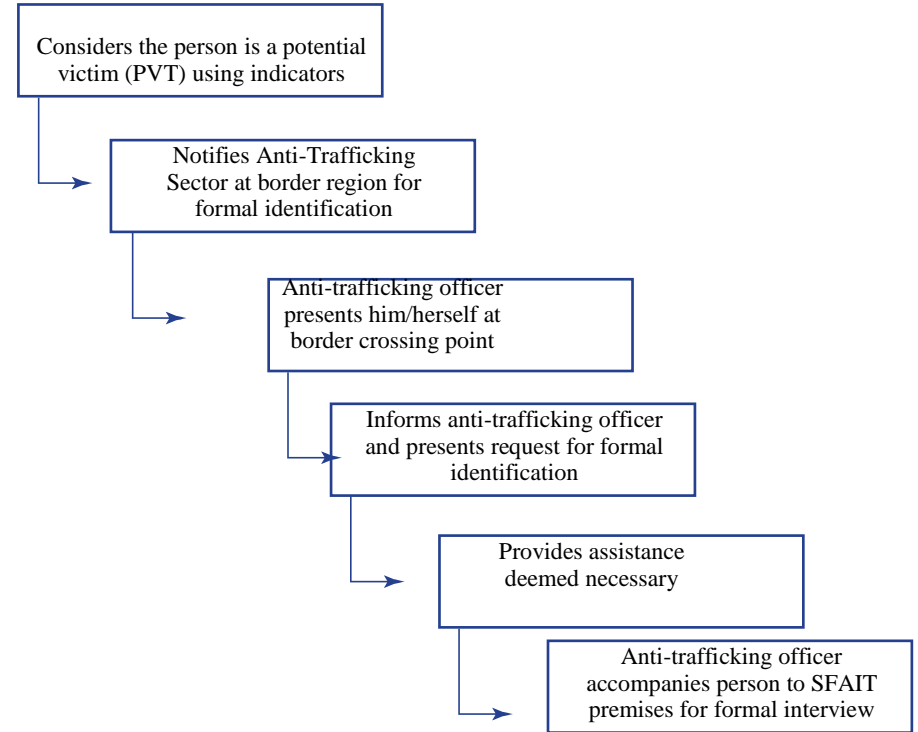 Considers the person is a potential
victim (PVT) using indicators
Notifies Anti-Trafficking
Sector at border region for
formal identification
Anti-trafficking officer
presents him/herself at
border crossing point
Informs anti-trafficking officer
and presents request for formal
identification
Provides assistance
deemed necessary
Anti-trafficking officer
accompanies person to SFAIT
premises for formal interview